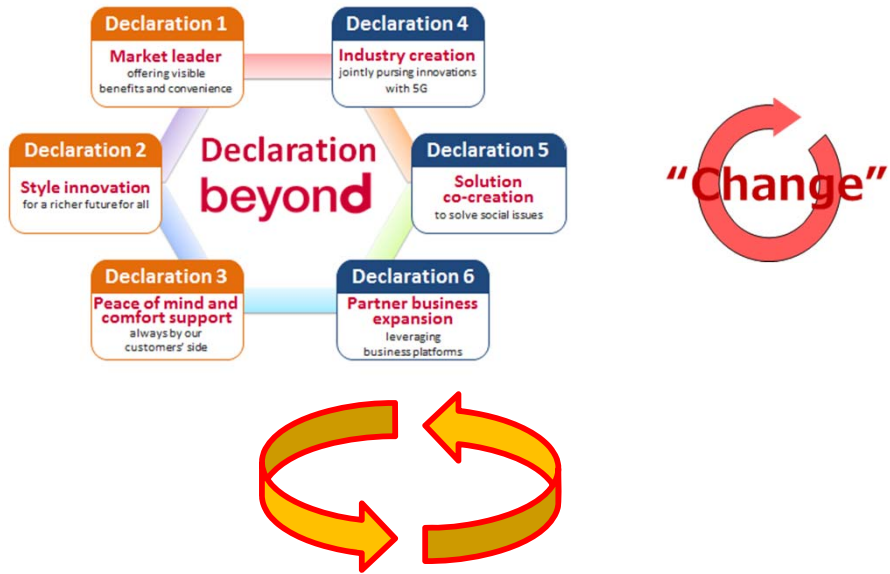 Declaration 1
Market leader
offering visible
benefits and convenience
Declaration 4
Industry creation
jointly pursing innovations
with 5G
Declaration 2
Style innovation
for a richer future for all
Declaration
beyond
Declaration 5
Solution
co-creation
to solve social issues
Declaration 3
Peace of mind and
comfort support
always by our
customers' side
Declaration 6
Partner business
expansion
leveraging
business platforms
“Change”